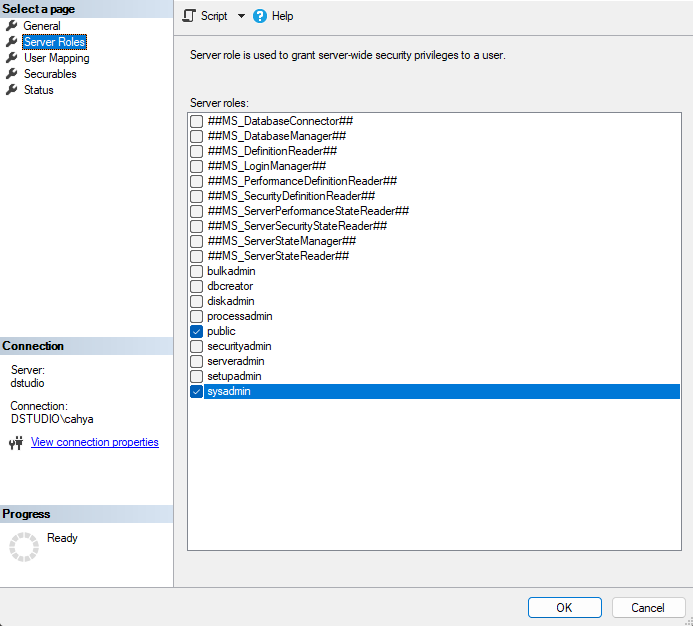 Select a page
General
Server Roles
User Mapping
Securables
Status
Script
Help
Server role is used to grant server-wide security privileges to a user.
Server roles:
##MS_DatabaseConnector##
##MS_DatabaseManager##
##MS_DefinitionReader##
##MS_LoginManager##
##MS_PerformanceDefinitionReader##
##MS_SecurityDefinitionReader##
##MS_ServerPerformanceStateReader##
##MS_ServerSecurityStateReader##
##MS_ServerStateManager##
##MS_ServerStateReader##
bulkadmin
dbcreator
diskadmin
processadmin
public
securityadmin
serveradmin
setupadmin
sysadmin
Connection
Server:
dstudio
Connection:
DSTUDIO\cahya
View connection properties
Progress
Ready
OK
Cancel